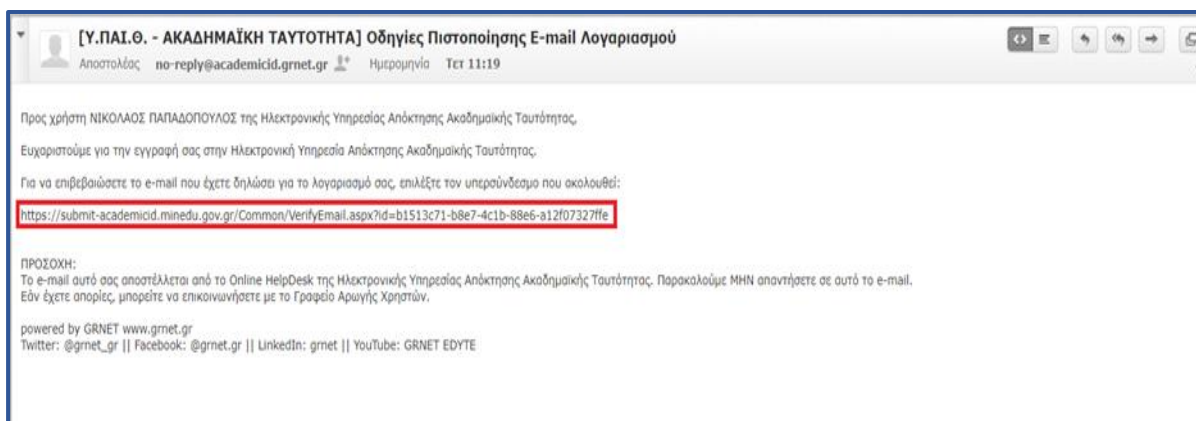 [Υ.ΠΑΙ.Θ. - ΑΚΑΔΗΜΑΪΚΗ ΤΑΥΤΟΤΗΤΑ] Οδηγίες Πιστοποίησης E-mail Λογαριασμού
Αποστολέας no-reply@academicid.grnet.gr Ημερομηνία Τετ 11:19
Προς χρήστη ΝΙΚΟΛΑΟΣ ΠΑΠΑΔΟΠΟΥΛΟΣ της Ηλεκτρονικής Υπηρεσίας Απόκτησης Ακαδημαϊκής Ταυτότητας,
Ευχαριστούμε για την εγγραφή σας στην Ηλεκτρονική Υπηρεσία Απόκτησης Ακαδημαϊκής Ταυτότητας.
Για να επιβεβαιώσετε το e-mail που έχετε δηλώσει για το λογαριασμό σας, επιλέξτε τον υπερσύνδεσμο που ακολουθεί:
https://submit-academicid.minedu.gov.gr/Common/VerifyEmail.aspx?id=b1513c71-b8e7-4c1b-88e6-a12f07327ffe
ΠΡΟΣΟΧΗ:
Το e-mail αυτό σας αποστέλλεται από το Online HelpDesk της Ηλεκτρονικής Υπηρεσίας Απόκτησης Ακαδημαϊκής Ταυτότητας. Παρακαλούμε ΜΗΝ απαντήσετε σε αυτό το e-mail.
Εάν έχετε απορίες, μπορείτε να επικοινωνήσετε με το Γραφείο Αρωγής Χρηστών.
powered by GRNET www.grnet.gr
Twitter: @grnet_gr || Facebook: @grnet.gr || LinkedIn: grnet || YouTube: GRNET EDYTE